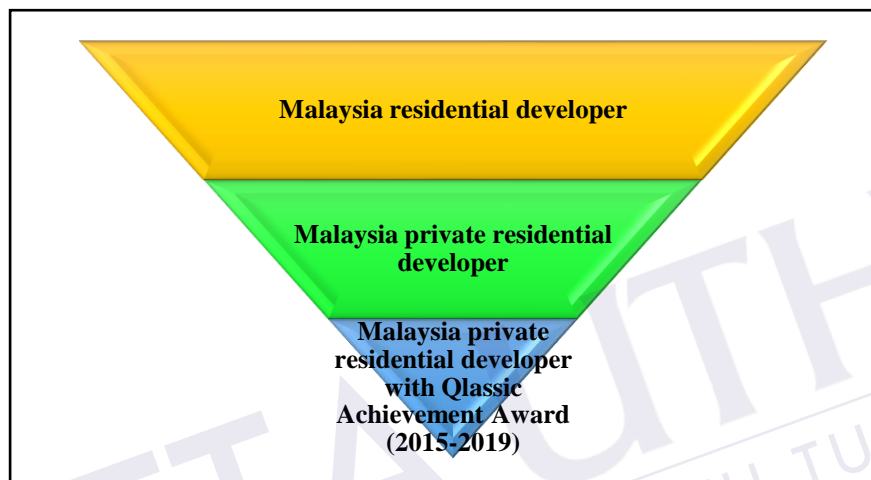 Malaysia residential developer
Malaysia private residential
developer
Malaysia private
residential developer
with Qlassic
Achievement Award
(2015-2019)